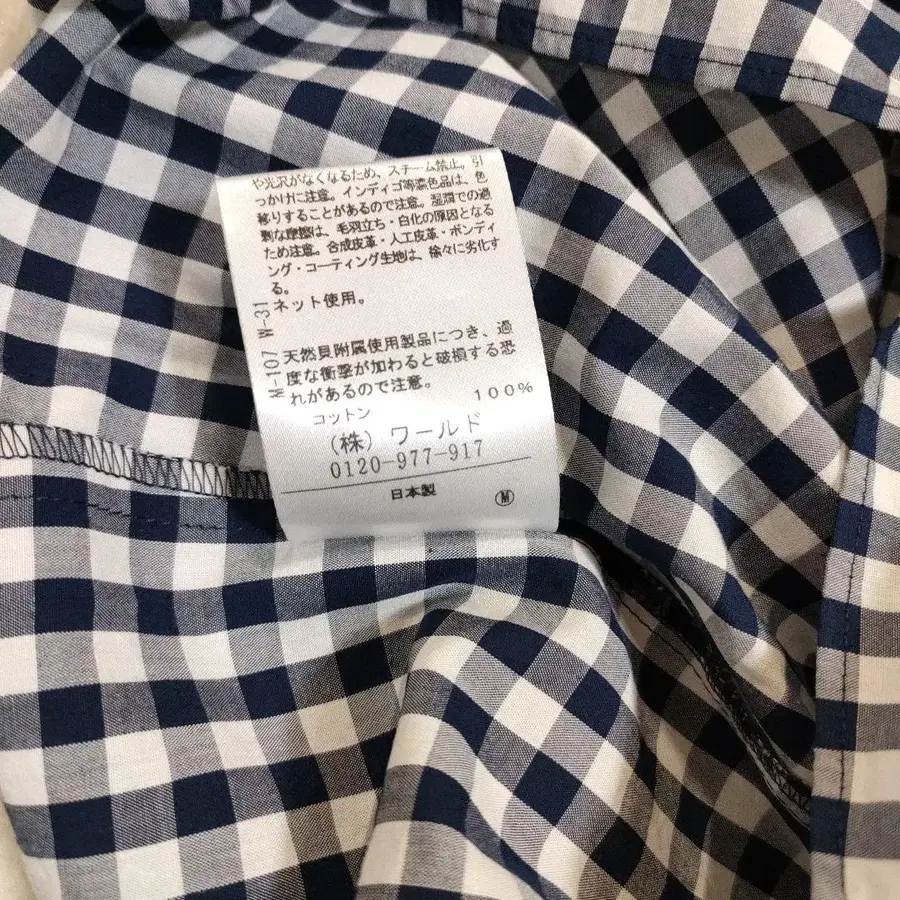 や光沢がなくなるため、スチーム禁止。引
っかけに注意。インディゴ等濃色品は、色
移りすることがあるので注意。湿潤での過
剰な摩擦は、毛羽立ち・白化の原因となる
ため注意。合成皮革・人工皮革・ボンディ
ング・コーティング生地は、徐々に劣化す
る。
ネット使用。
天然貝附属使用製品につき、過
度な衝撃が加わると破損する恐
れがあるので注意。
M-107 W-31
コットン 100%
(株) ワールド
0120-977-917
日本製 M